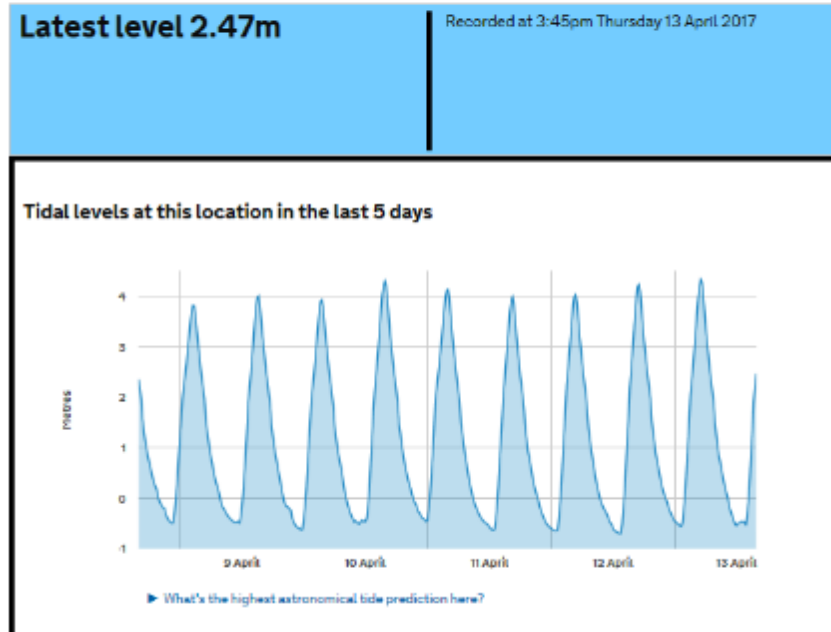 Latest level 2.47m
Recorded at 3:45pm Thursday 13 April 2017
Tidal levels at this location in the last 5 days
Metres
4
3
2
1
0
-1
9 April
10 April
11 April
12 April
13 April
► What's the highest astronomical tide prediction here?